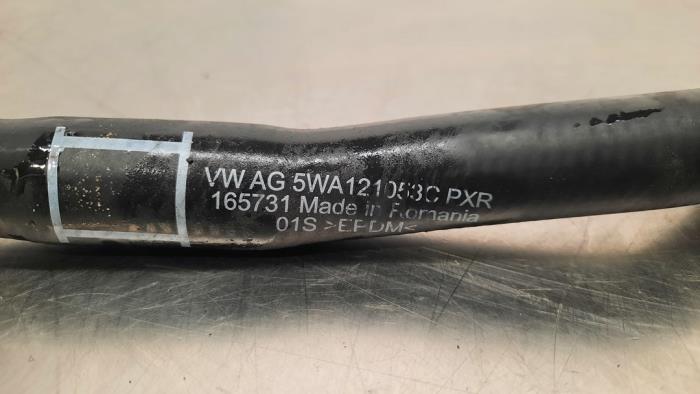 VW AG 5WA121053C PXR
165731 Made in Romania
01S >EPDM<